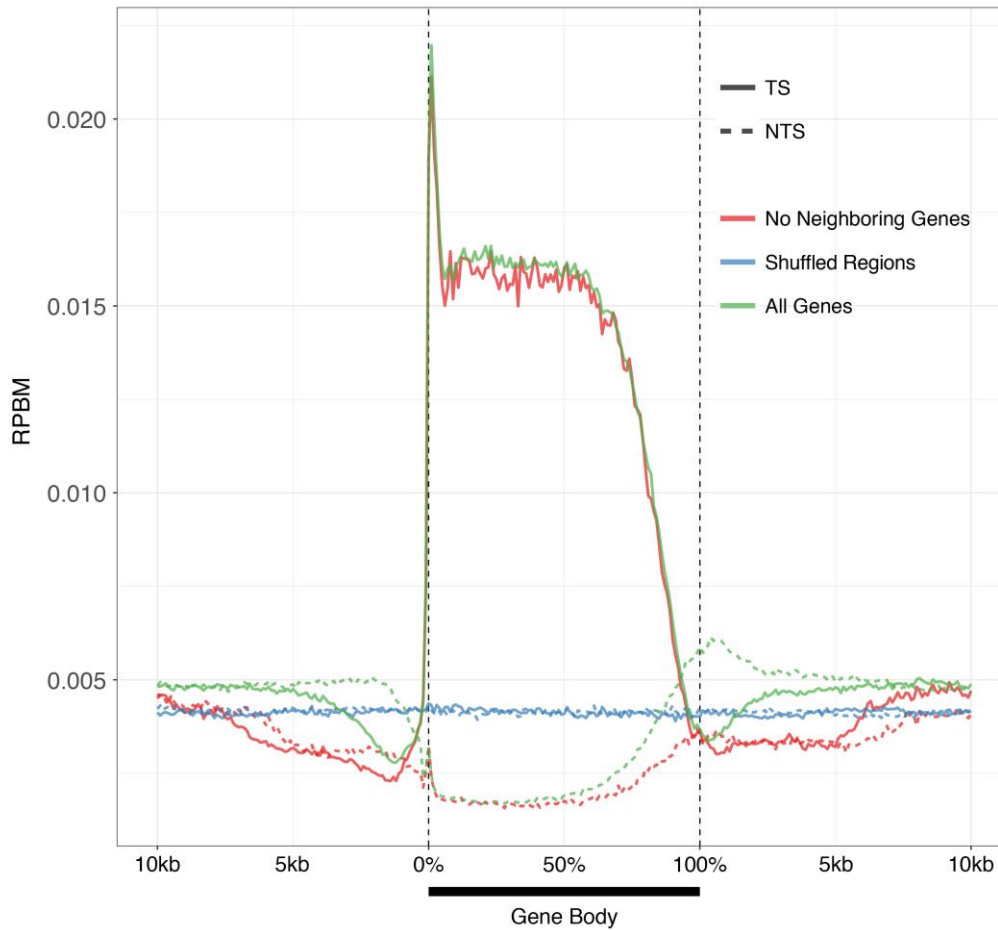 0.020
0.015
0.010
0.005
RPBM
TS
NTS
No Neighboring Genes
Shuffled Regions
All Genes
10kb 5kb 0% 50% 100% 5kb 10kb
Gene Body